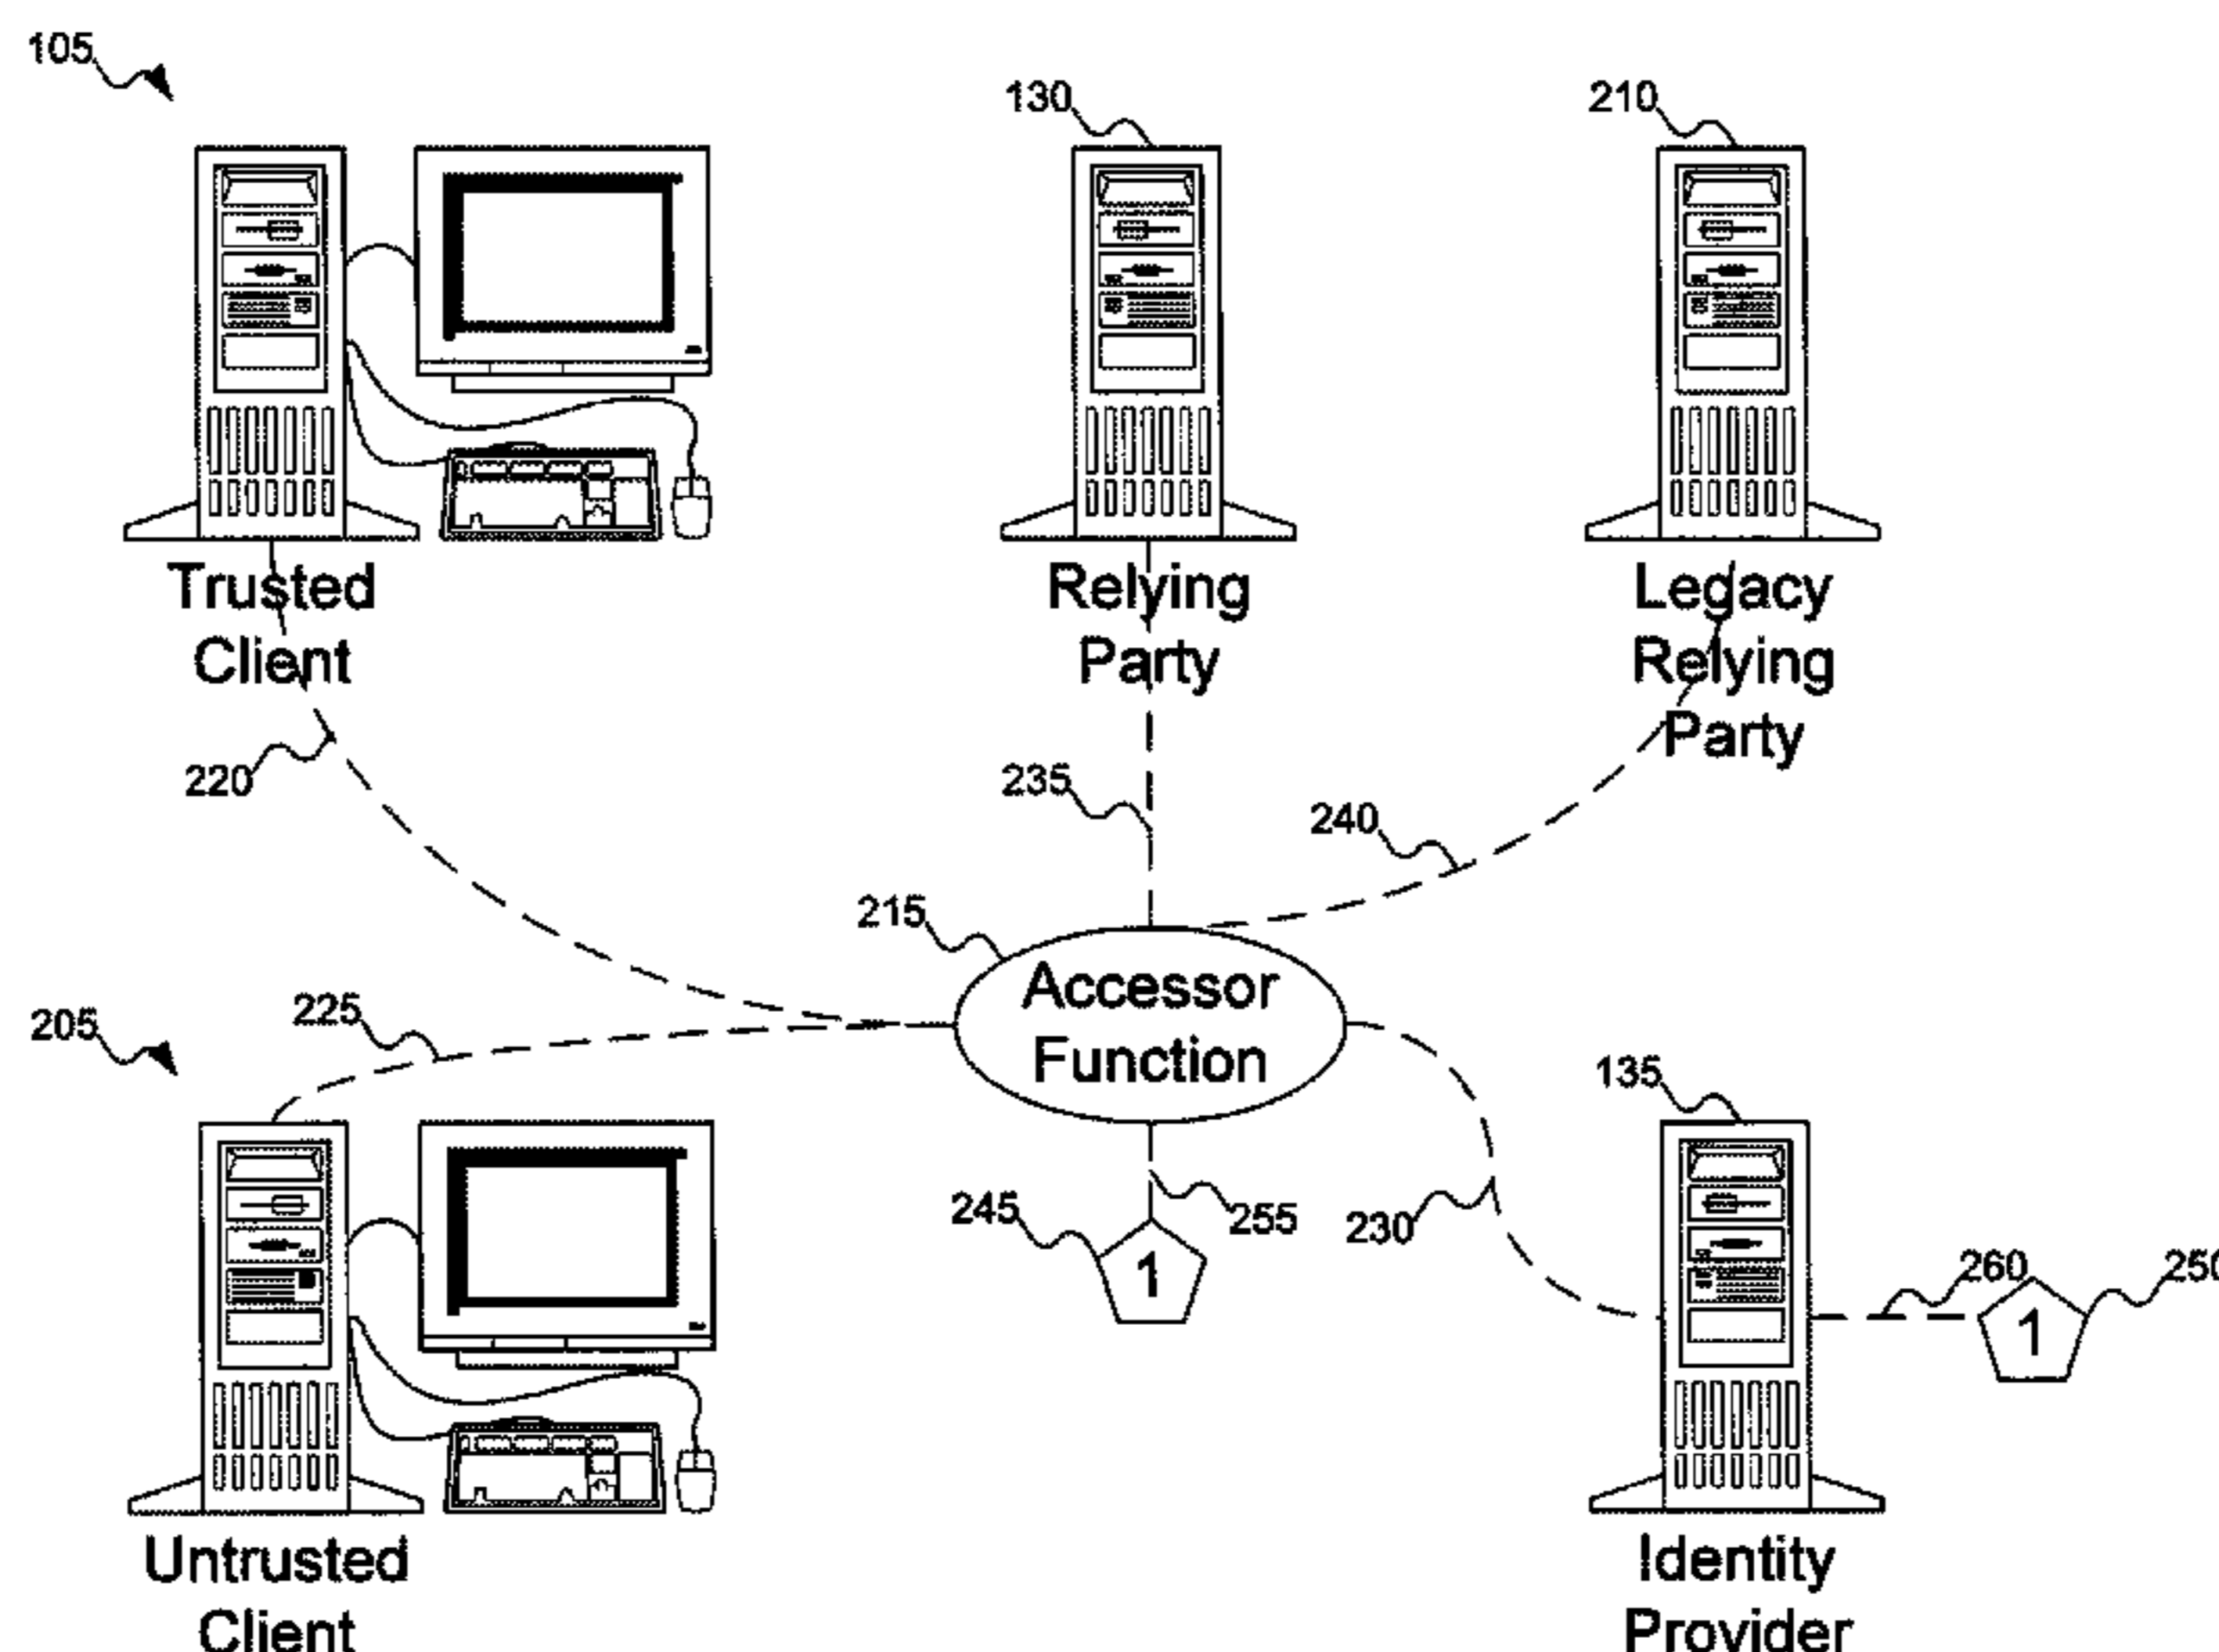 105
130
210
Trusted
Client
Relying
Party
Legacy
Relying
Party
220
235
240
215
Accessor
Function
205
225
135
245
255
230
260
250
1
1
Untrusted
Client
Identity
Provider